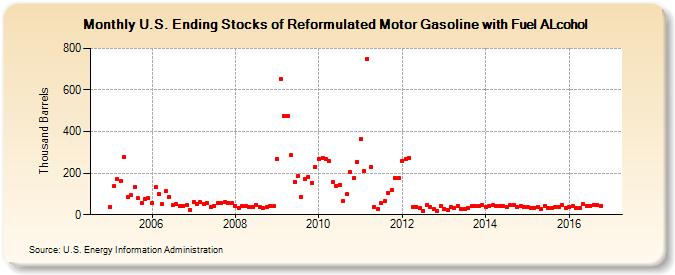 Monthly U.S. Ending Stocks of Reformulated Motor Gasoline with Fuel ALcohol
Thousand Barrels
800
600
400
200
0
2006 2008 2010 2012 2014 2016
Source: U.S. Energy Information Administration